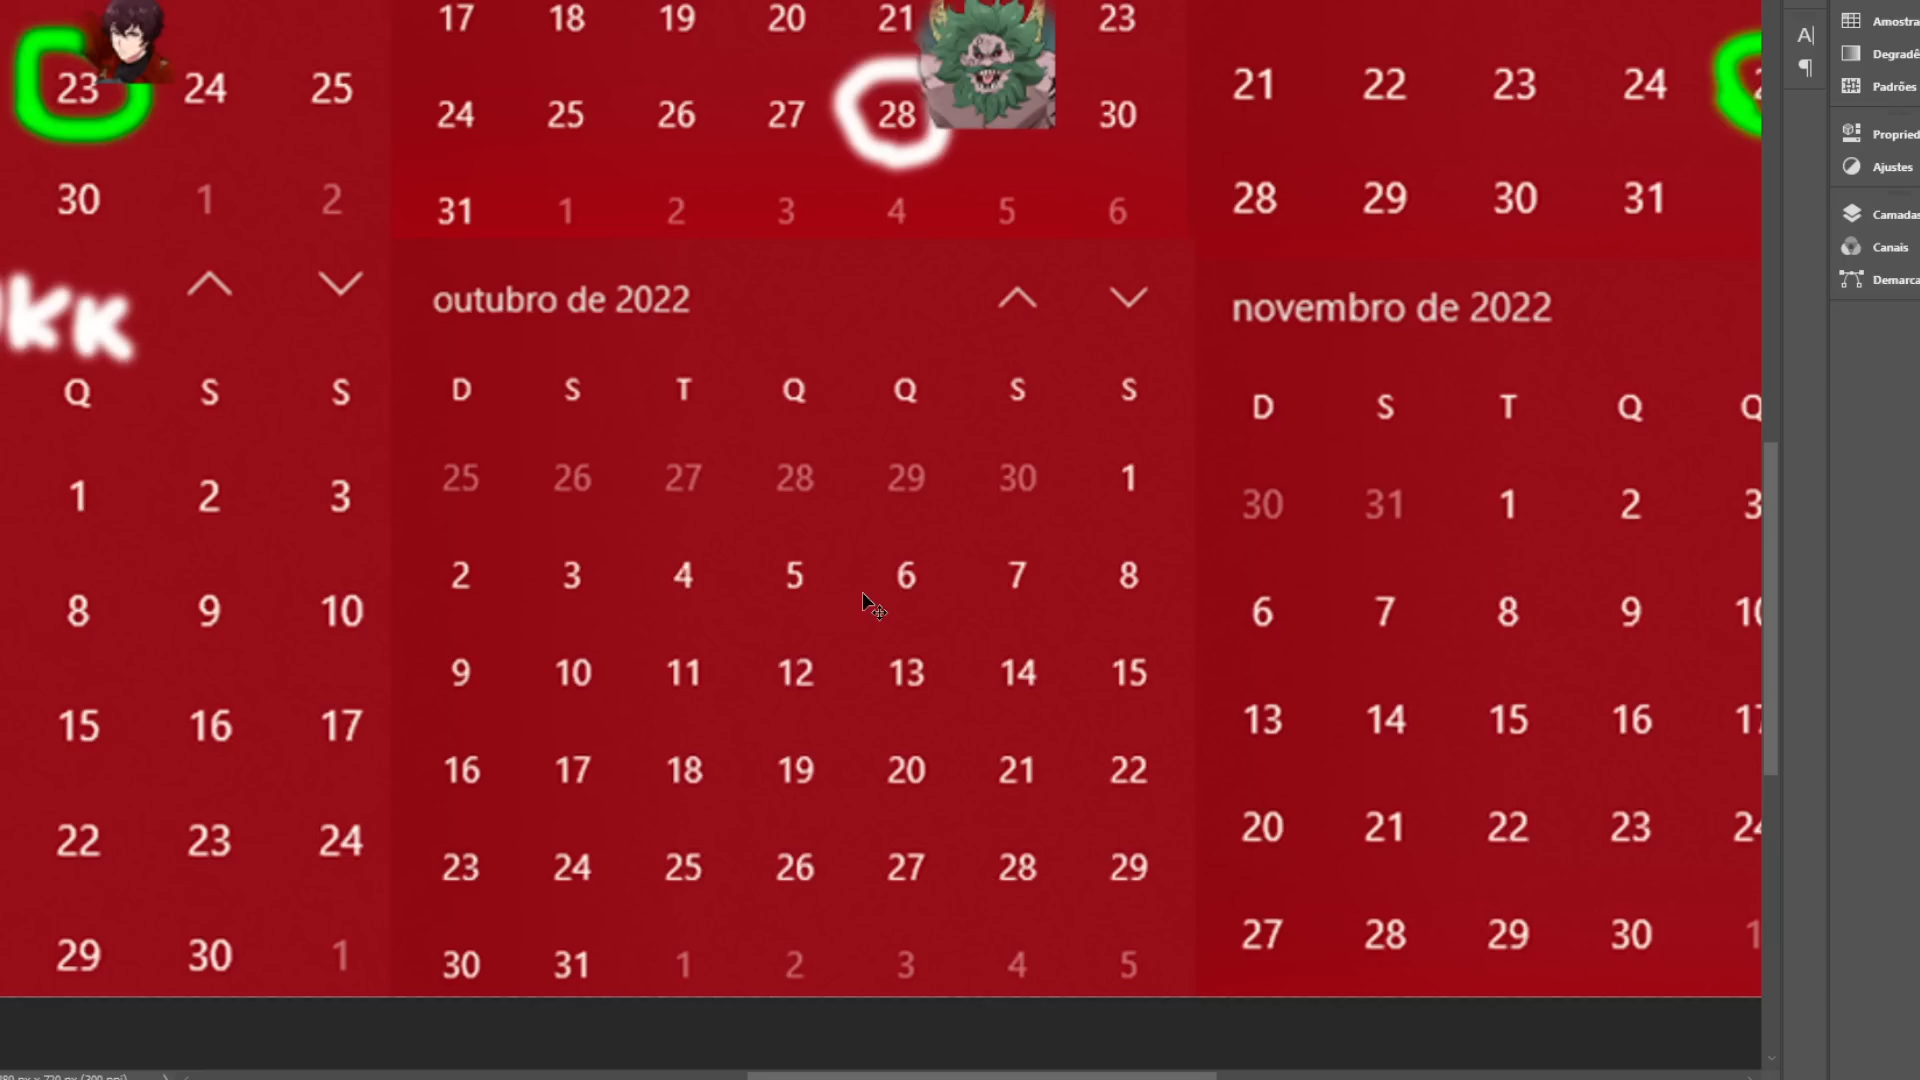 23 24 25
30 1 2
17 18 19 20 21 23
24 25 26 27 28 30
31 1 2 3 4 5 6
21 22 23 24
28 29 30 31
KK
Q S S
1 2 3
8 9 10
15 16 17
22 23 24
29 30 1
outubro de 2022
D S T Q Q S S
25 26 27 28 29 30 1
2 3 4 5 6 7 8
9 10 11 12 13 14 15
16 17 18 19 20 21 22
23 24 25 26 27 28 29
30 31 1 2 3 4 5
novembro de 2022
D S T Q Q
30 31 1 2 3
6 7 8 9 10
13 14 15 16 17
20 21 22 23 24
27 28 29 30 1
A
Amostra
Degradê
Padrões
Propried
Ajustes
Camadas
Canais
Demarca